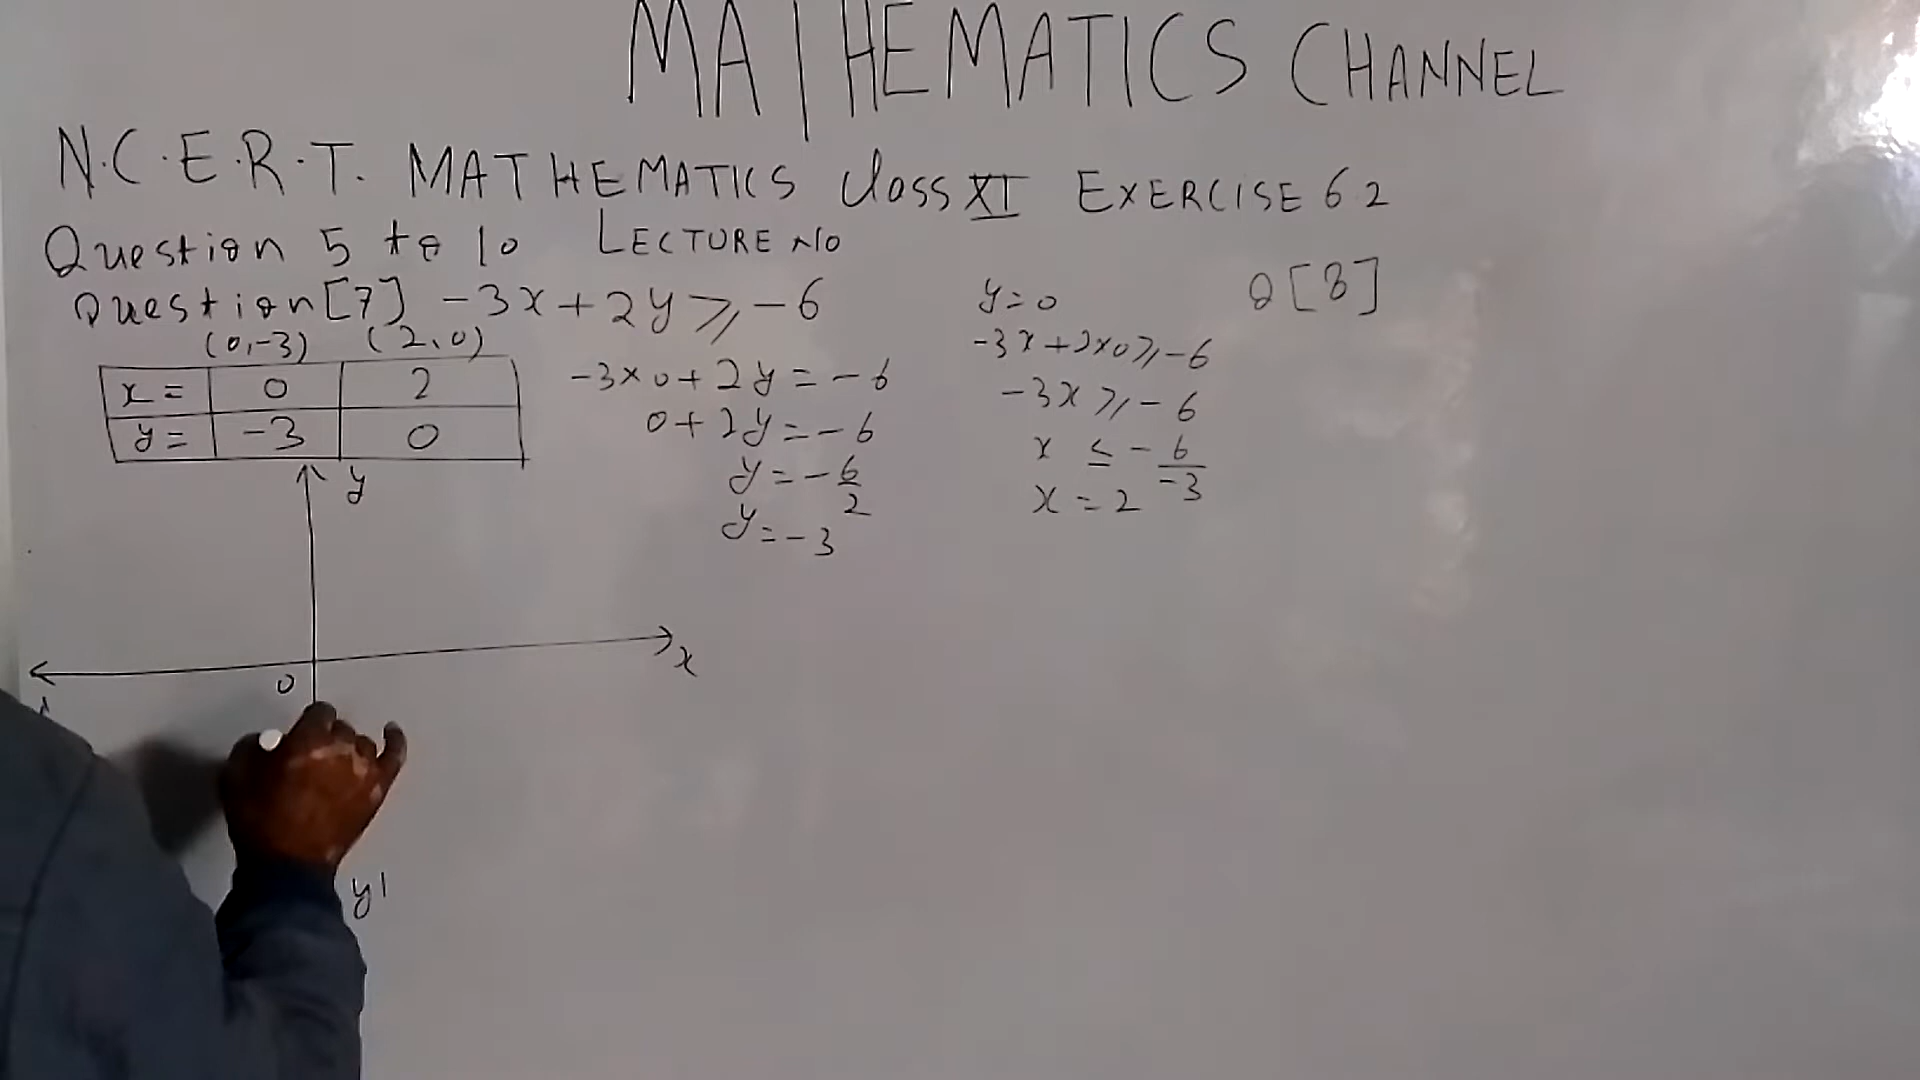 MATHEMATICS CHANNEL
N.C.E.R.T. MATHEMATICS Class XI EXERCISE 6 2
Question 5 to 10 LECTURE NO
Question [7] -3x+2y⩾-6
(0,-3) (2,0)
x= 0 2
y= -3 0
-3×0+2y=-6
0+2y=-6
y=-6/2
y=-3
y=0
-3x+2×0⩾-6
-3x⩾-6
x ≤ -6/-3
x=2
Q[8]
y
x
0
y'